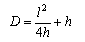 D = l²/4h + h